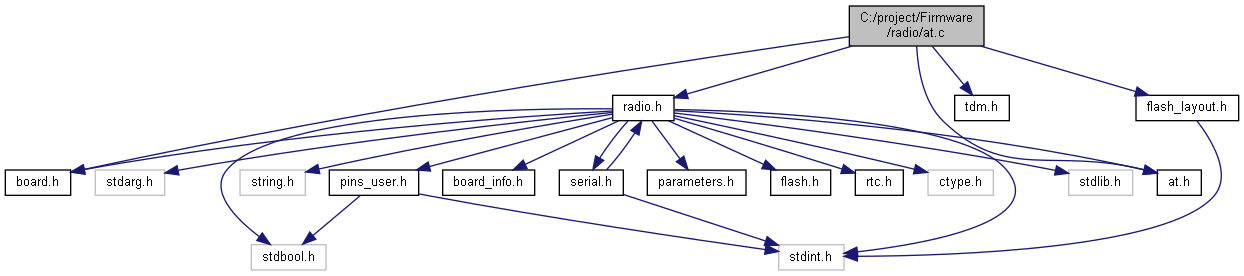 C:/project/Firmware
/radio/at.c
radio.h
tdm.h
flash_layout.h
board.h
stdarg.h
string.h
pins_user.h
board_info.h
serial.h
parameters.h
flash.h
rtc.h
ctype.h
stdlib.h
at.h
stdbool.h
stdint.h